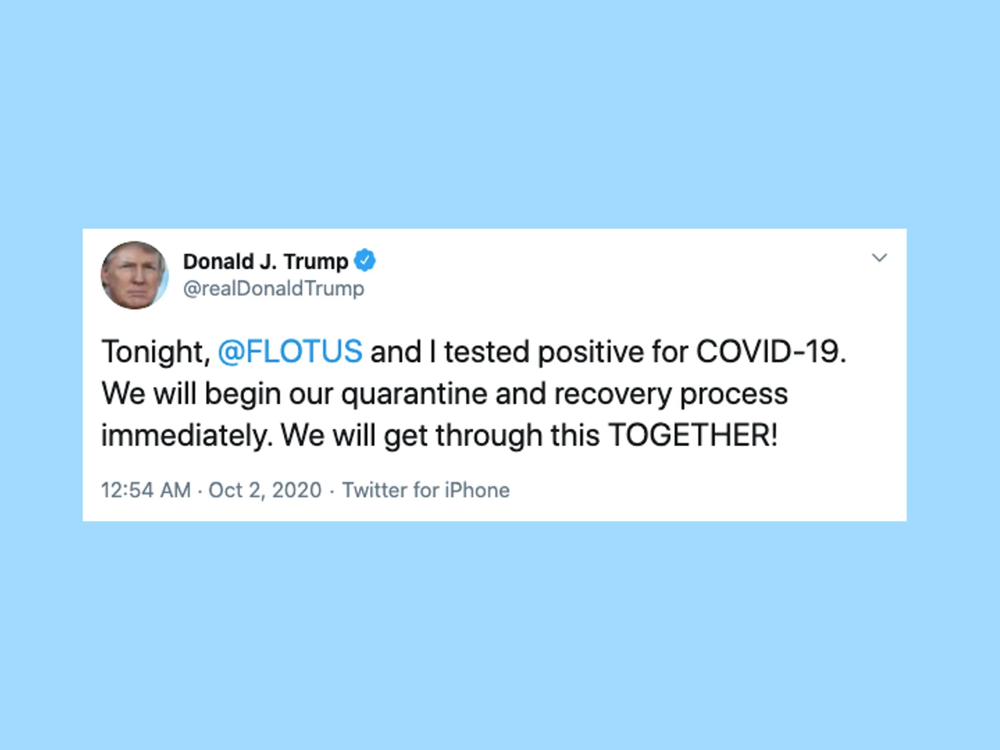 Donald J. Trump
@realDonaldTrump
Tonight, @FLOTUS and I tested positive for COVID-19.
We will begin our quarantine and recovery process
immediately. We will get through this TOGETHER!
12:54 AM · Oct 2, 2020 · Twitter for iPhone